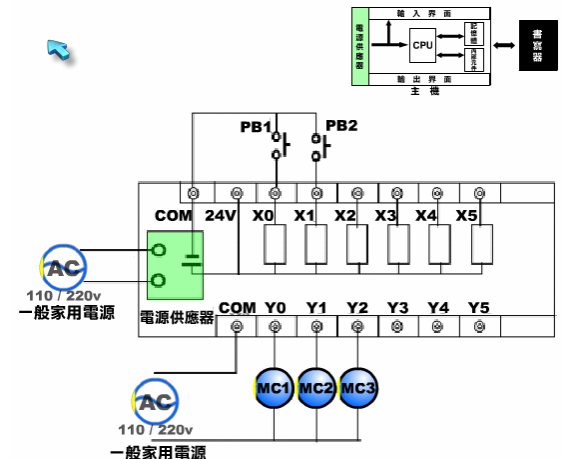 輸 入 界 面
電源供應器
CPU
記憶體
內部元件
書寫器
輸 出 界 面
主 機
PB1
PB2
COM 24V X0 X1 X2 X3 X4 X5
AC
110 / 220v
一般家用電源
電源供應器
COM Y0 Y1 Y2 Y3 Y4 Y5
MC1 MC2 MC3
AC
110 / 220v
一般家用電源